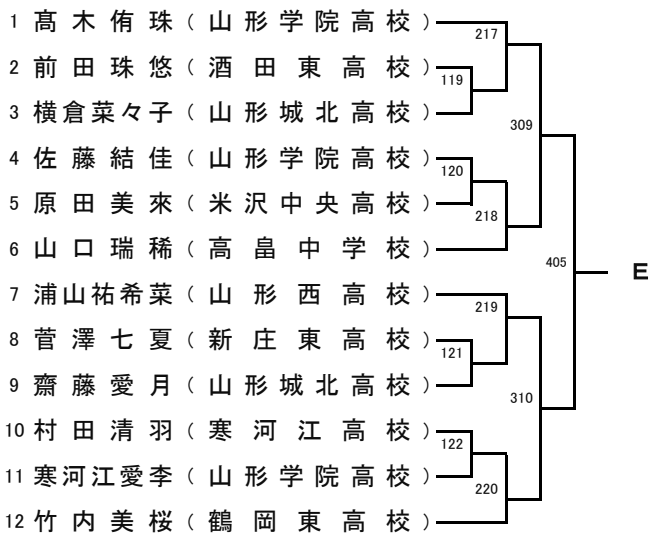 1 髙木侑珠（山形学院高校）
217
2 前田珠悠（酒田東高校）
119
3 横倉菜々子（山形城北高校）
309
4 佐藤結佳（山形学院高校）
120
5 原田美來（米沢中央高校）
218
6 山口瑞稀（高畠中学校）
405 E
7 浦山祐希菜（山形西高校）
219
8 菅澤七夏（新庄東高校）
121
9 齋藤愛月（山形城北高校）
310
10 村田清羽（寒河江高校）
122
11 寒河江愛李（山形学院高校）
220
12 竹内美桜（鶴岡東高校）